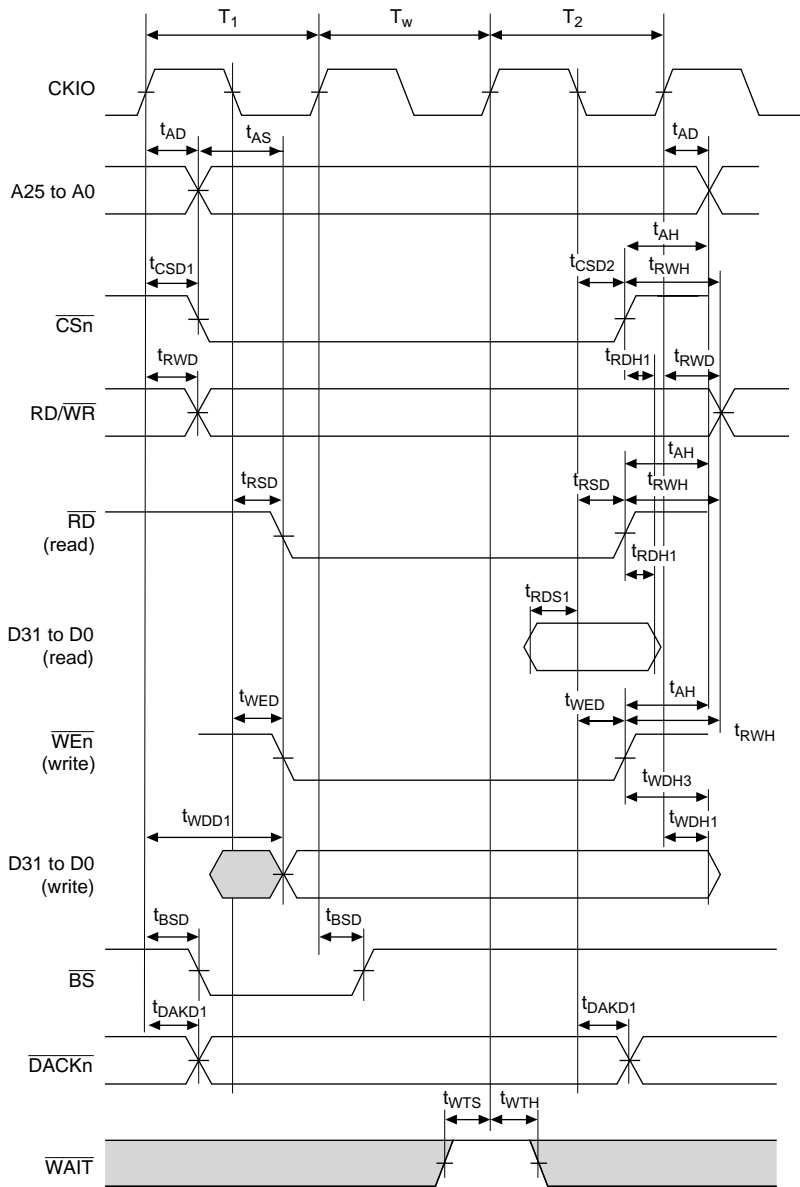 T1 Tw T2
CKIO
tAD tAS tAD
A25 to A0
tAH
tCSD1 tCSD2 tRWH
CSn
tRWD tRDH1 tRWD
RD/WR
tAH
tRSD tRSD tRWH
RD
(read)
tRDH1
tRDS1
D31 to D0
(read)
tAH
tWED tWED
tRWH
WEn
(write)
tWDH3
tWDD1 tWDH1
D31 to D0
(write)
tBSD tBSD
BS
tDAKD1 tDAKD1
DACKn
tWTS tWTH
WAIT